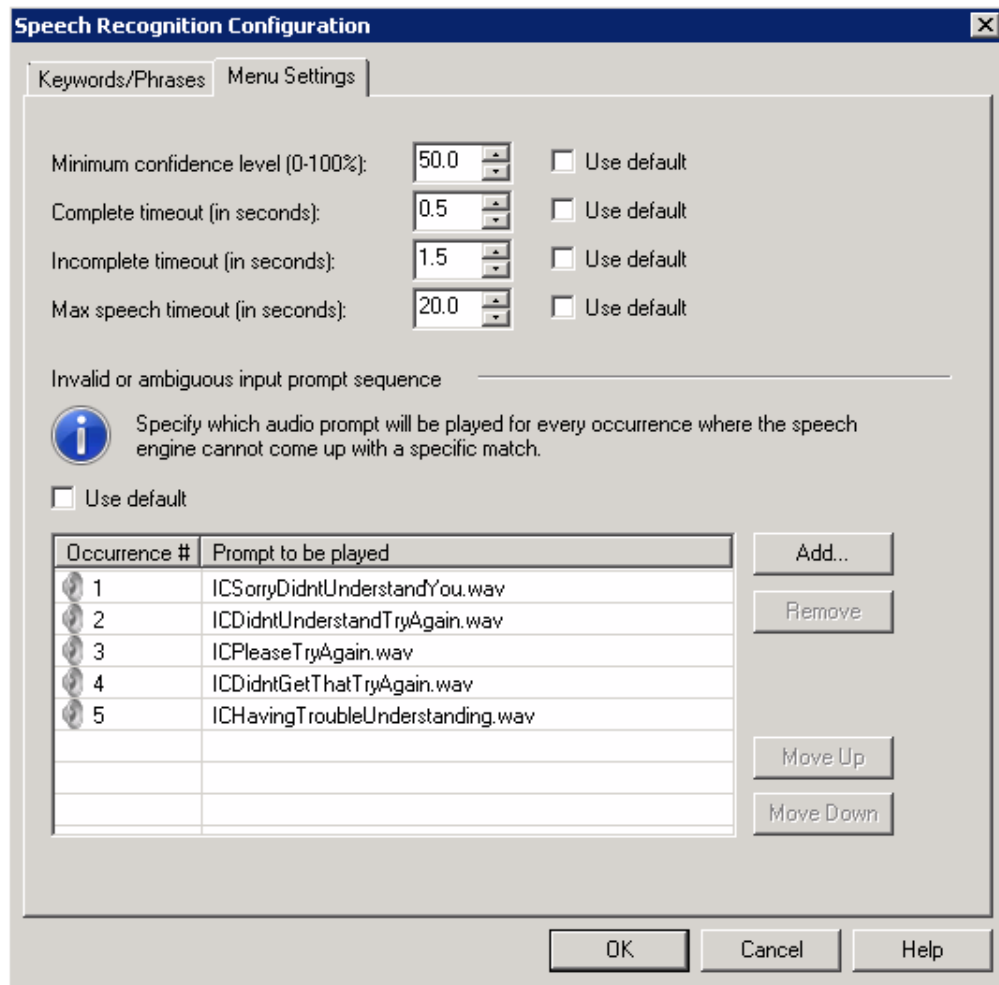 Speech Recognition Configuration
Keywords/Phrases Menu Settings
Minimum confidence level (0-100%): 50.0 Use default
Complete timeout (in seconds): 0.5 Use default
Incomplete timeout (in seconds): 1.5 Use default
Max speech timeout (in seconds): 20.0 Use default
Invalid or ambiguous input prompt sequence
Specify which audio prompt will be played for every occurrence where the speech
engine cannot come up with a specific match.
Use default
Occurrence # Prompt to be played Add...
1 ICSorryDidntUnderstandYou.wav
2 ICDidntUnderstandTryAgain.wav Remove
3 ICPleaseTryAgain.wav
4 ICDidntGetThatTryAgain.wav
5 ICHavingTroubleUnderstanding.wav
Move Up
Move Down
OK Cancel Help